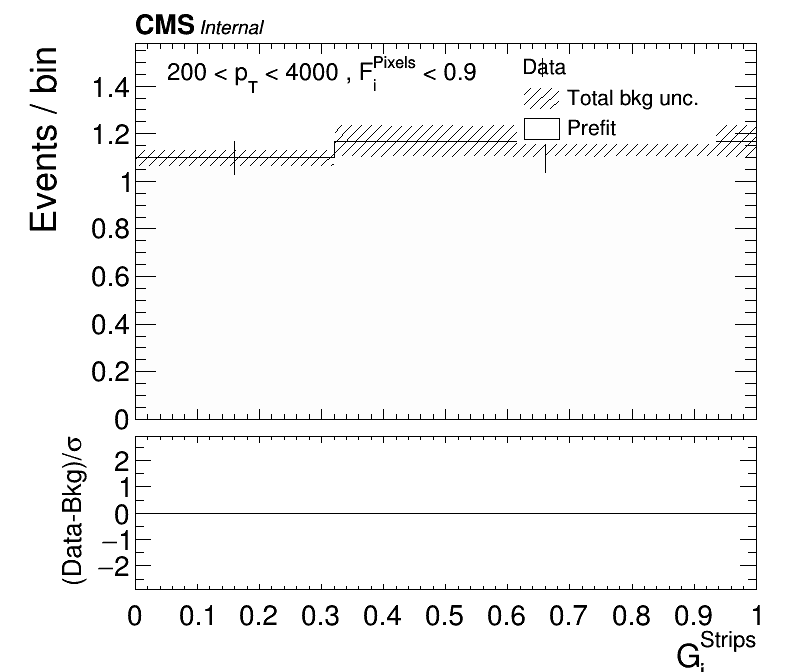 CMS Internal
200 < p_T < 4000 , F_i^Pixels < 0.9
Data
Total bkg unc.
Prefit
Events / bin
1.4
1.2
1
0.8
0.6
0.4
0.2
0
(Data-Bkg)/σ
2
1
0
−1
−2
0 0.1 0.2 0.3 0.4 0.5 0.6 0.7 0.8 0.9 1
G_i^Strips